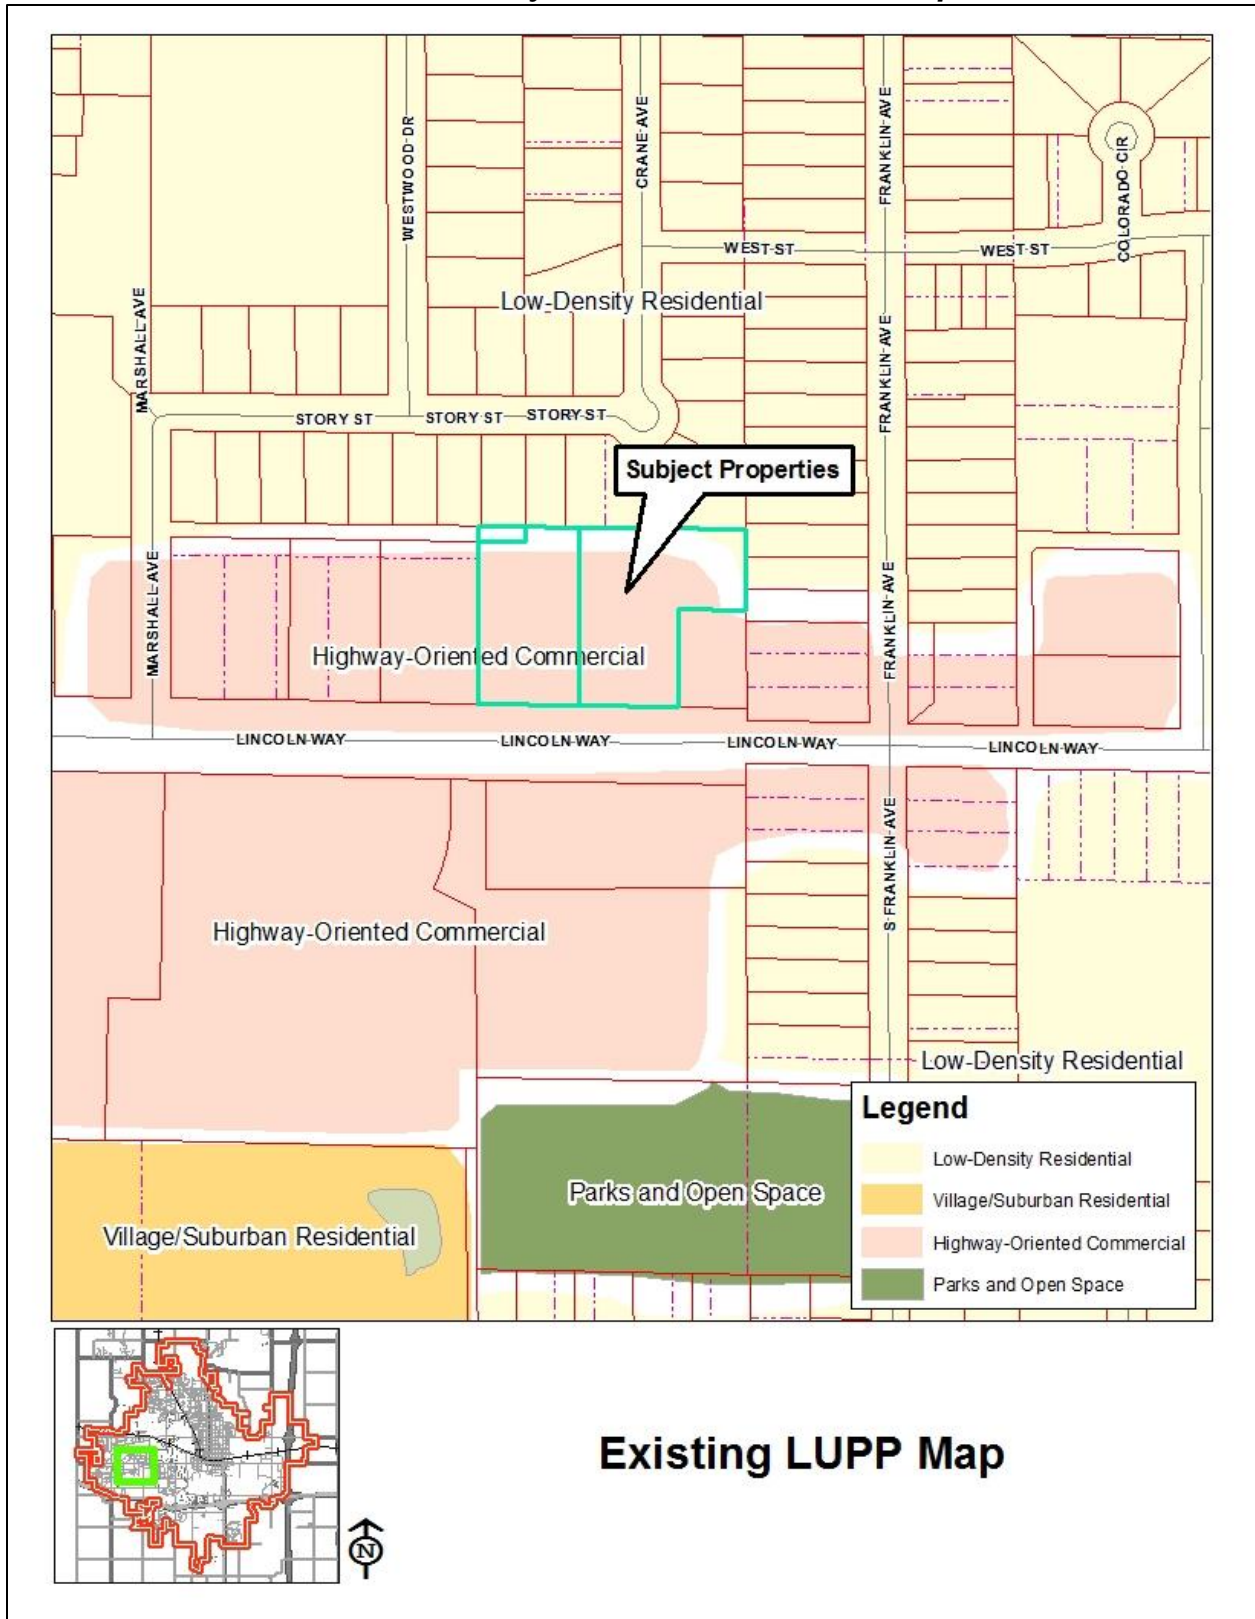 WESTWOOD DR
CRANE AVE
FRANKLIN AVE
COLORADO CIR
WEST ST
WEST ST
Low-Density Residential
MARSHALL AVE
FRANKLIN AVE
STORY ST
STORY ST
STORY ST
Subject Properties
MARSHALL AVE
FRANKLIN AVE
Highway-Oriented Commercial
LINCOLN WAY
LINCOLN WAY
LINCOLN WAY
LINCOLN WAY
S FRANKLIN AVE
Highway-Oriented Commercial
Low-Density Residential
Parks and Open Space
Village/Suburban Residential
Legend
Low-Density Residential
Village/Suburban Residential
Highway-Oriented Commercial
Parks and Open Space
Existing LUPP Map
N